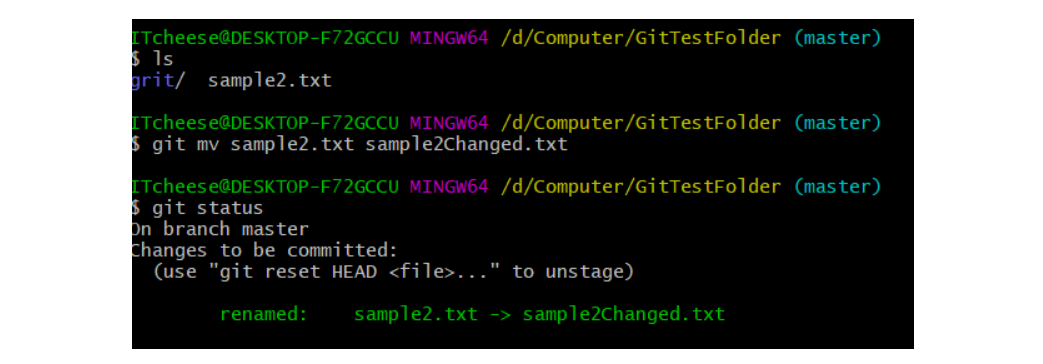 ITcheese@DESKTOP-F72GCCU MINGW64 /d/Computer/GitTestFolder (master)
$ ls
grit/  sample2.txt
ITcheese@DESKTOP-F72GCCU MINGW64 /d/Computer/GitTestFolder (master)
$ git mv sample2.txt sample2Changed.txt
ITcheese@DESKTOP-F72GCCU MINGW64 /d/Computer/GitTestFolder (master)
$ git status
On branch master
Changes to be committed:
  (use "git reset HEAD <file>..." to unstage)
        renamed:    sample2.txt -> sample2Changed.txt